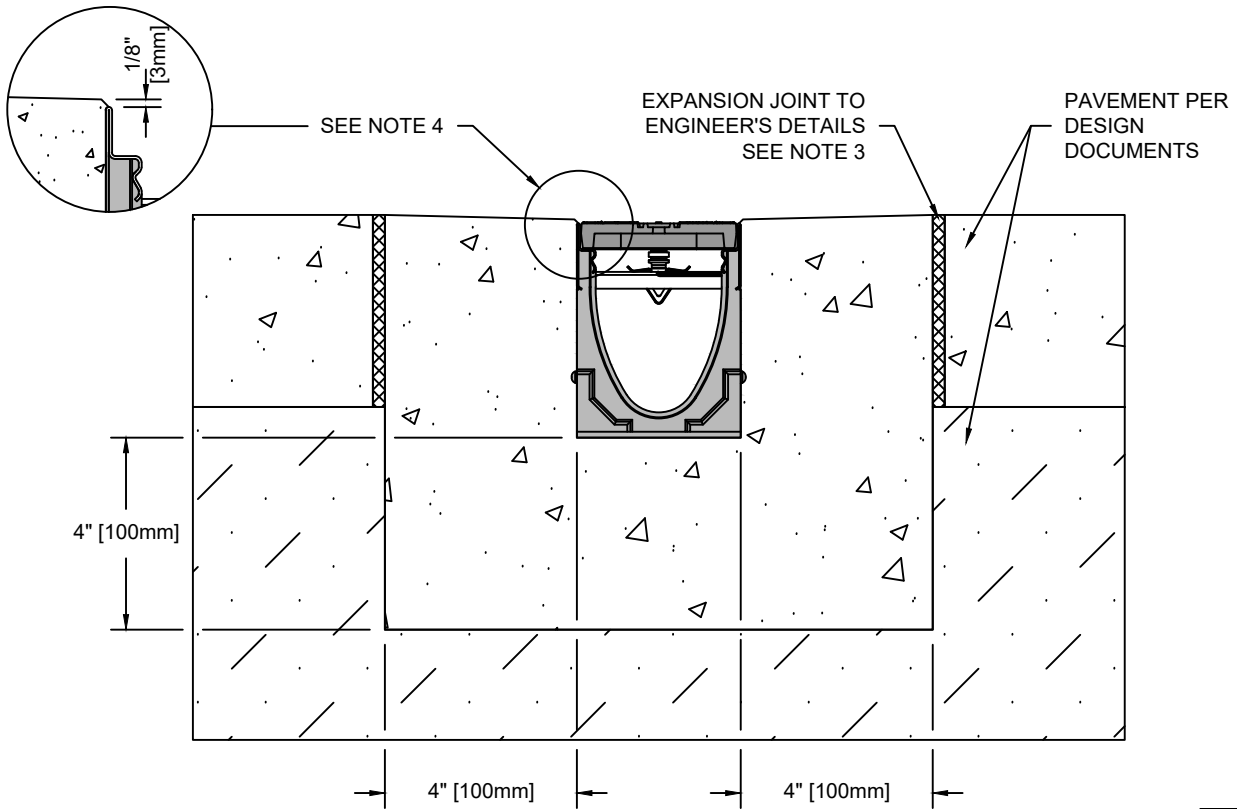 1/8"
[3mm]
SEE NOTE 4
EXPANSION JOINT TO
ENGINEER'S DETAILS
SEE NOTE 3
PAVEMENT PER
DESIGN
DOCUMENTS
4" [100mm]
4" [100mm]
4" [100mm]